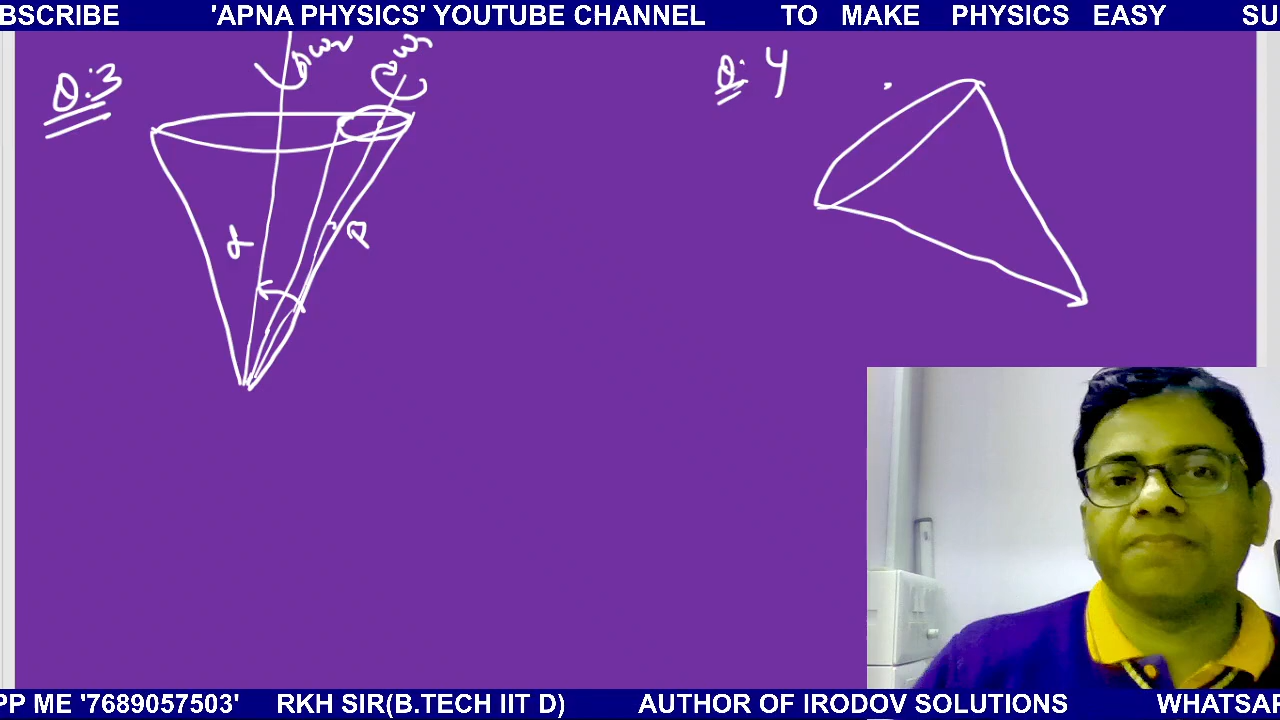 BSCRIBE 'APNA PHYSICS' YOUTUBE CHANNEL TO MAKE PHYSICS EASY SU
Q:3
Q: 4
α
PP ME '7689057503' RKH SIR(B.TECH IIT D) AUTHOR OF IRODOV SOLUTIONS WHATSAP